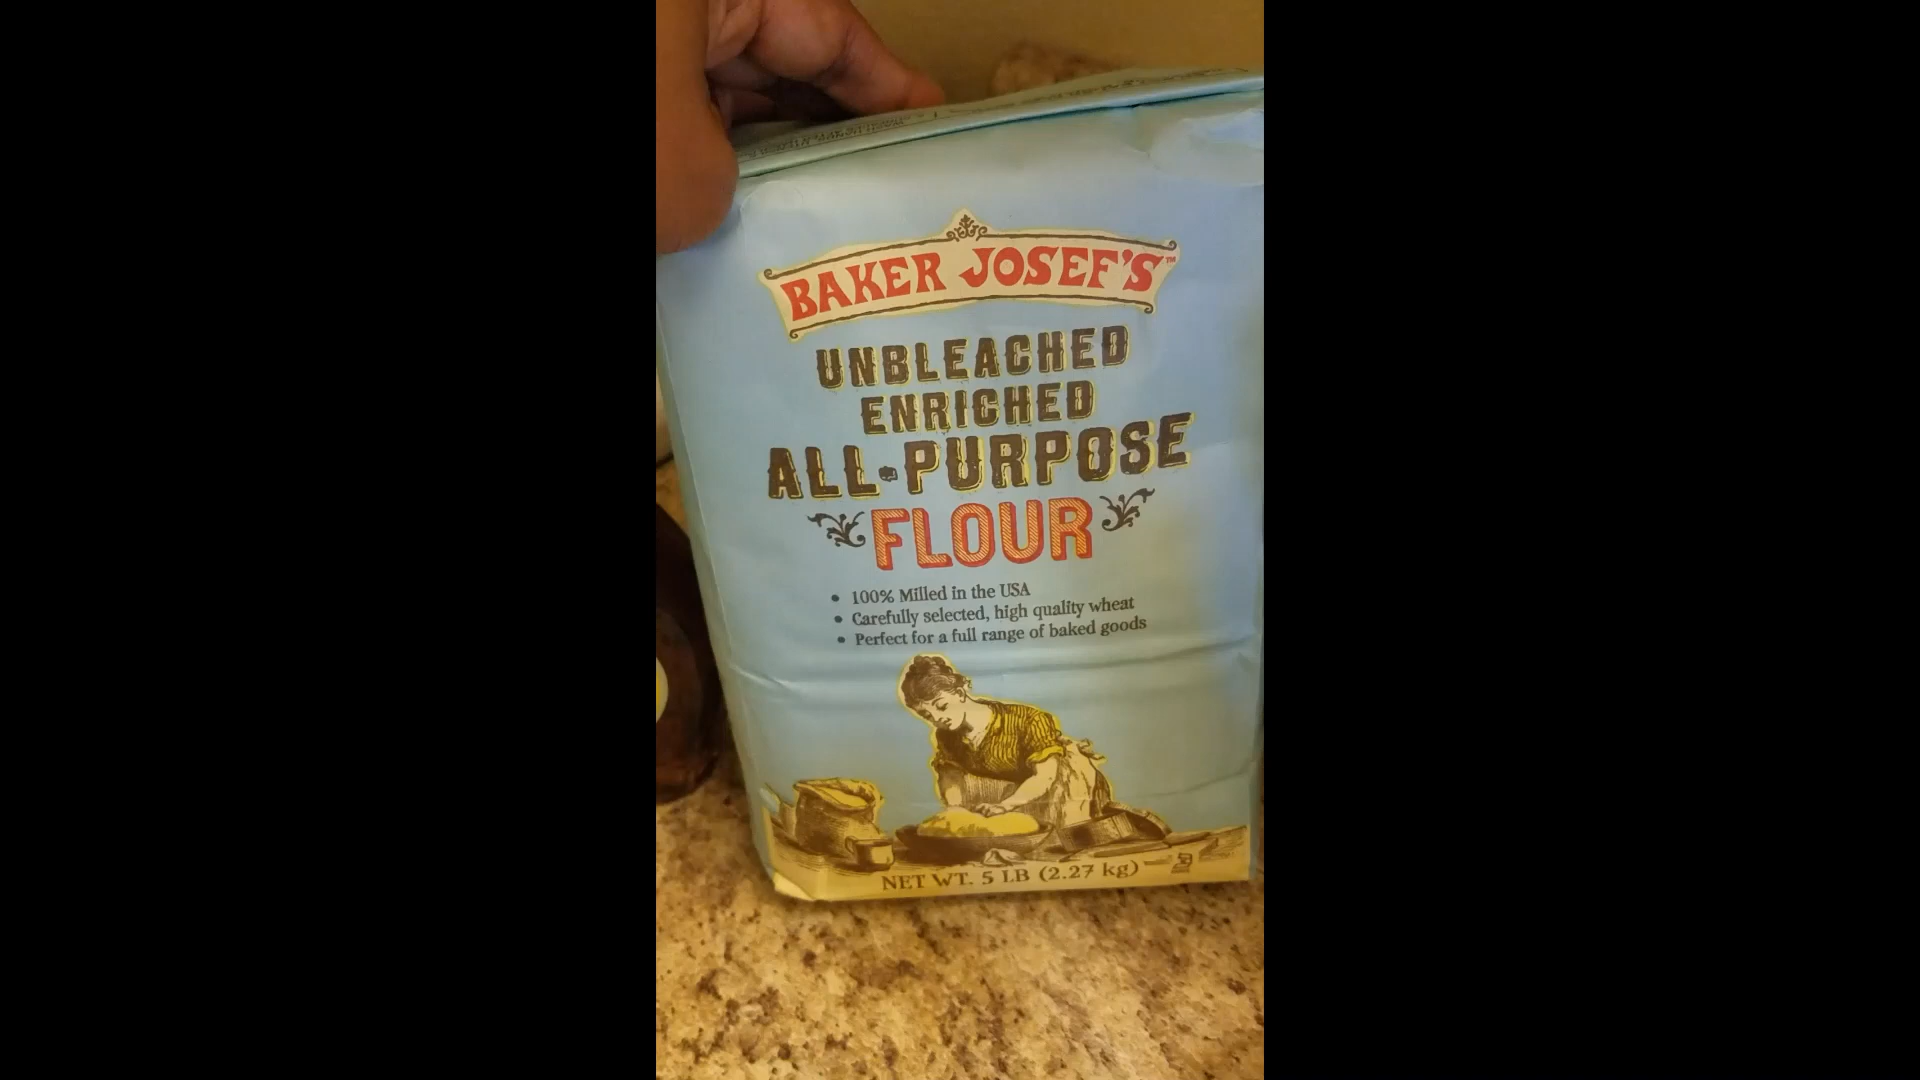 BAKER JOSEF'S™
UNBLEACHED
ENRICHED
ALL-PURPOSE
FLOUR
• 100% Milled in the USA
• Carefully selected, high quality wheat
• Perfect for a full range of baked goods
NET WT. 5 LB (2.27 kg)